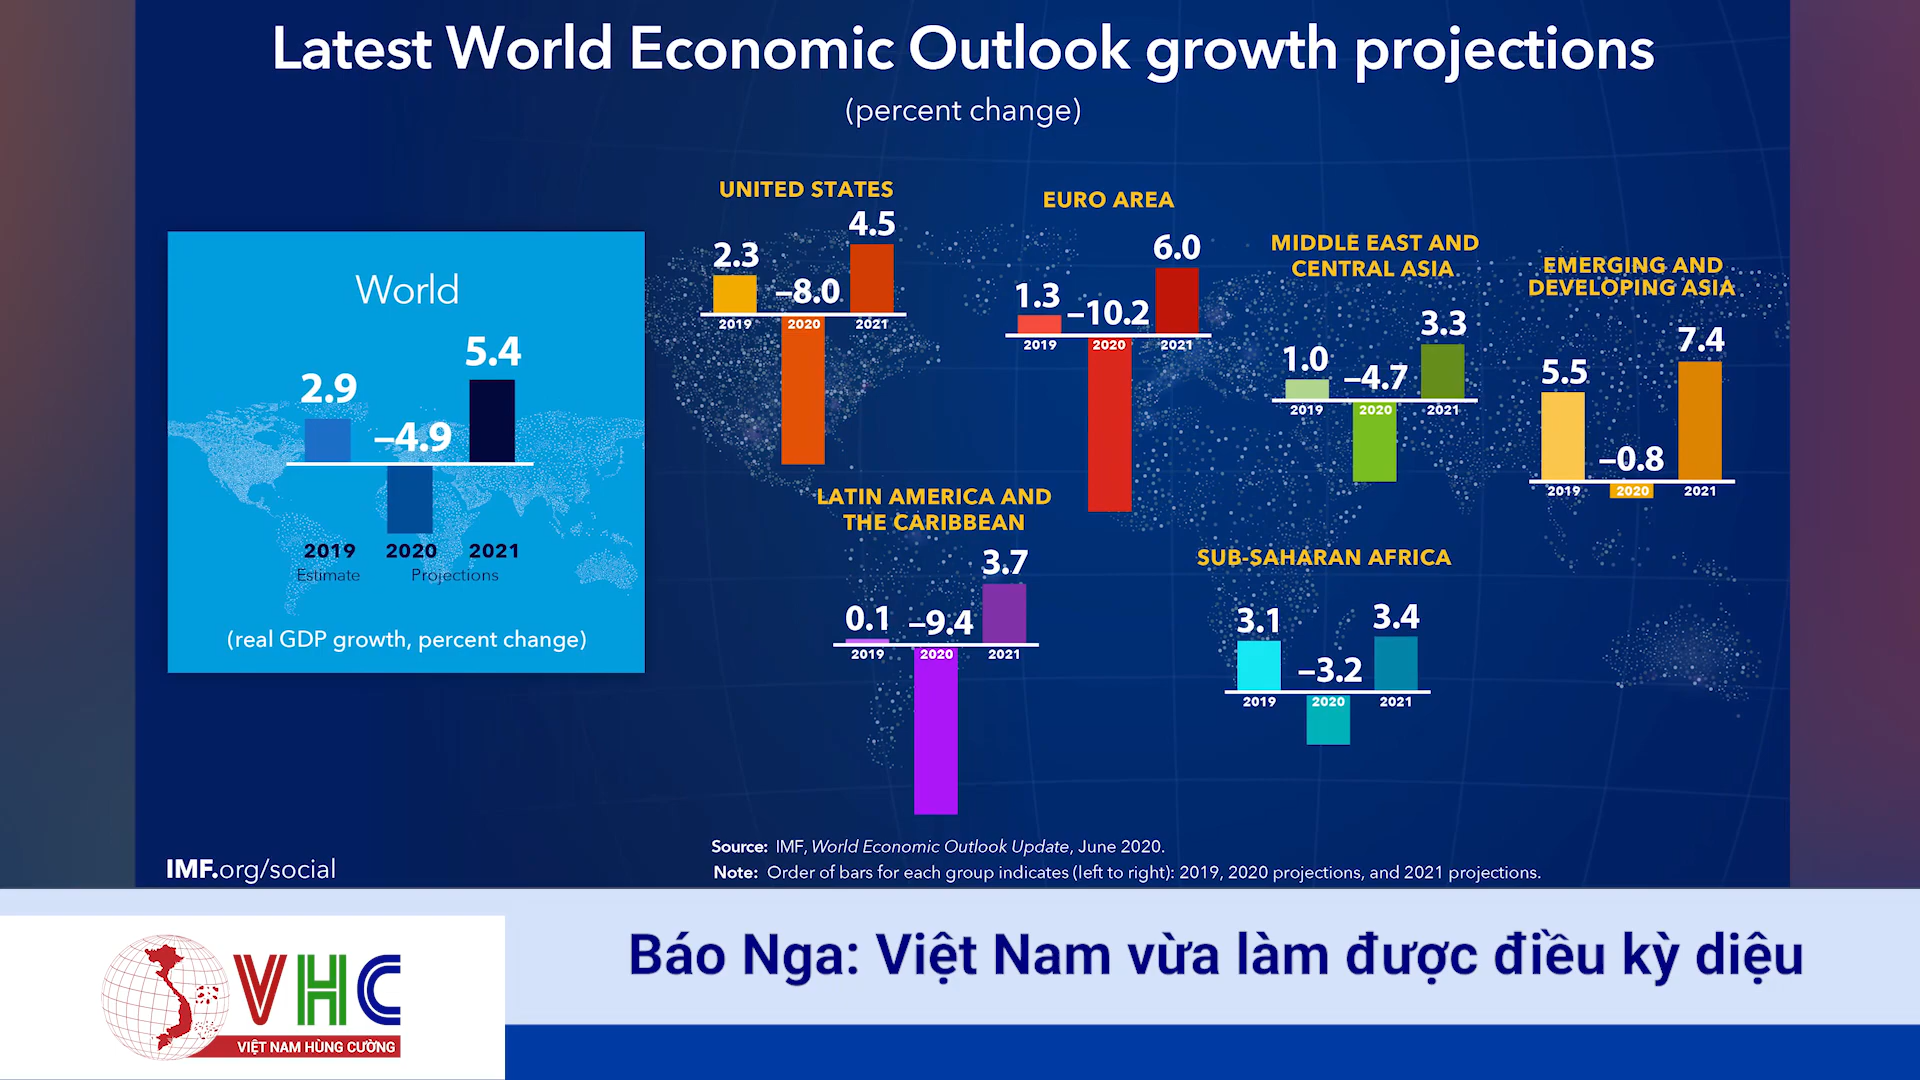 Latest World Economic Outlook growth projections
(percent change)
World
2.9
–4.9
5.4
2019
2020
2021
Estimate
Projections
(real GDP growth, percent change)
UNITED STATES
2.3
–8.0
4.5
2019
2020
2021
EURO AREA
1.3
–10.2
6.0
2019
2020
2021
MIDDLE EAST AND
CENTRAL ASIA
1.0
–4.7
3.3
2019
2020
2021
EMERGING AND
DEVELOPING ASIA
5.5
–0.8
7.4
2019
2020
2021
LATIN AMERICA AND
THE CARIBBEAN
0.1
–9.4
3.7
2019
2020
2021
SUB-SAHARAN AFRICA
3.1
–3.2
3.4
2019
2020
2021
IMF.org/social
Source: IMF, World Economic Outlook Update, June 2020.
Note: Order of bars for each group indicates (left to right): 2019, 2020 projections, and 2021 projections.
VHC
VIỆT NAM HÙNG CƯỜNG
Báo Nga: Việt Nam vừa làm được điều kỳ diệu